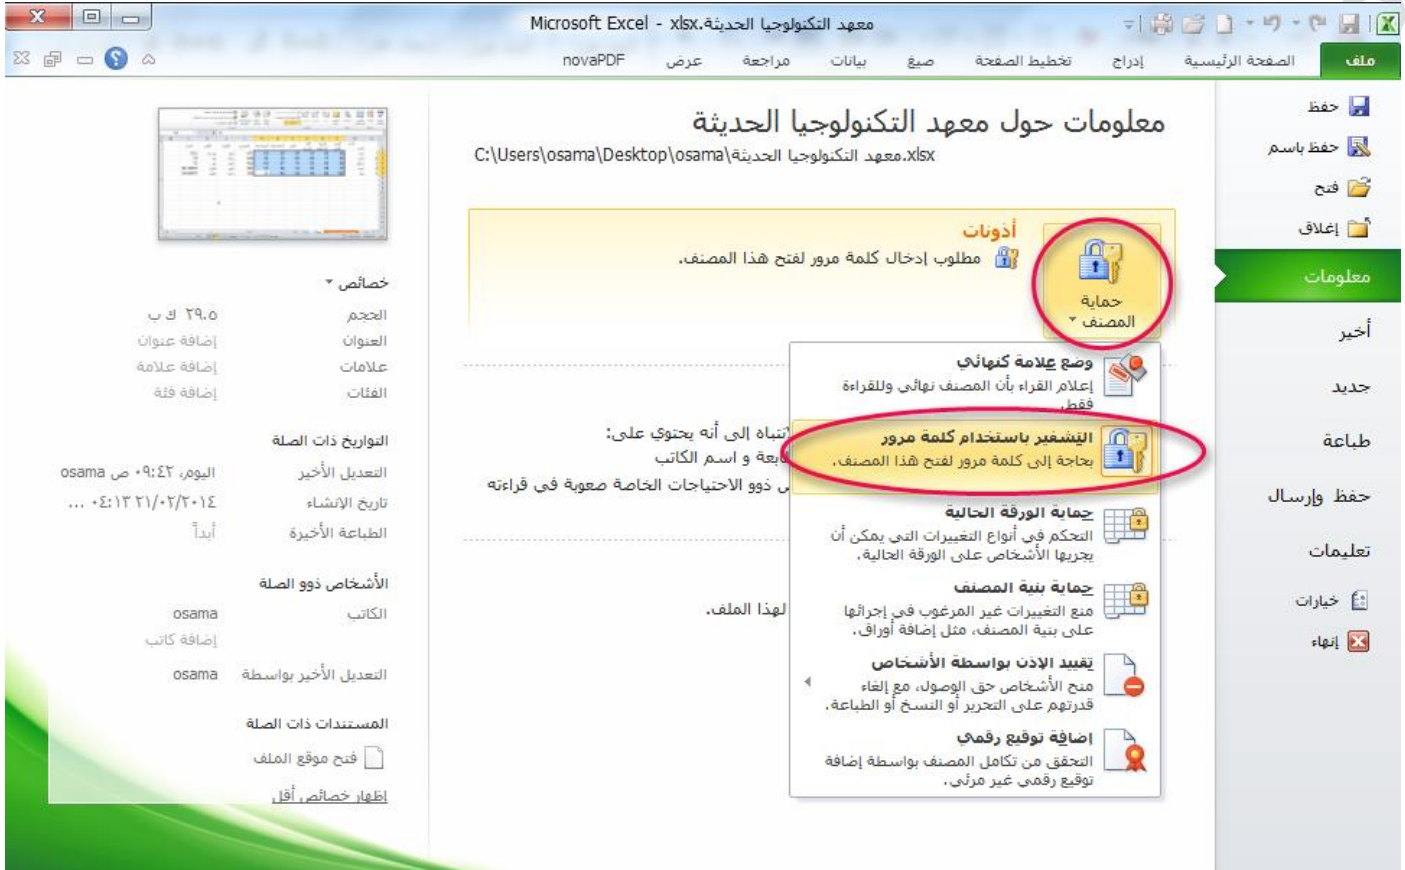 معهد التكنولوجيا الحديثة.xlsx - Microsoft Excel
ملف
الصفحة الرئيسية
إدراج
تخطيط الصفحة
صيغ
بيانات
مراجعة
عرض
novaPDF
حفظ
حفظ باسم
فتح
إغلاق
معلومات
أخير
جديد
طباعة
حفظ وإرسال
تعليمات
خيارات
إنهاء
معلومات حول معهد التكنولوجيا الحديثة
C:\Users\osama\Desktop\osama\معهد التكنولوجيا الحديثة.xlsx
أذونات
مطلوب إدخال كلمة مرور لفتح هذا المصنف.
حماية
المصنف
وضع علامة كنهائي
إعلام القراء بأن المصنف نهائي وللقراءة
فقط.
التشفير باستخدام كلمة مرور
بحاجة إلى كلمة مرور لفتح هذا المصنف.
حماية الورقة الحالية
التحكم في أنواع التغييرات التي يمكن أن
يجريها الأشخاص على الورقة الحالية.
حماية بنية المصنف
منع التغييرات غير المرغوب في إجرائها
على بنية المصنف، مثل إضافة أوراق.
تقييد الإذن بواسطة الأشخاص
منح الأشخاص حق الوصول، مع إلغاء
قدرتهم على التحرير أو النسخ أو الطباعة.
إضافة توقيع رقمي
التحقق من تكامل المصنف بواسطة إضافة
توقيع رقمي غير مرئي.
إلى أنه يحتوي على:
و اسم الكاتب
ذوو الاحتياجات الخاصة صعوبة في قراءته
لهذا الملف.
خصائص
الحجم ٢٩.٥ ك ب
العنوان إضافة عنوان
علامات إضافة علامة
الفئات إضافة فئة
التواريخ ذات الصلة
التعديل الأخير اليوم، ٠٩:٤٢ ص osama
تاريخ الإنشاء ٢١/٠٢/٢٠١٤ ٠٤:١٢ ...
الطباعة الأخيرة أبداً
الأشخاص ذوو الصلة
الكاتب osama
إضافة كاتب
التعديل الأخير بواسطة osama
المستندات ذات الصلة
فتح موقع الملف
إظهار خصائص أقل